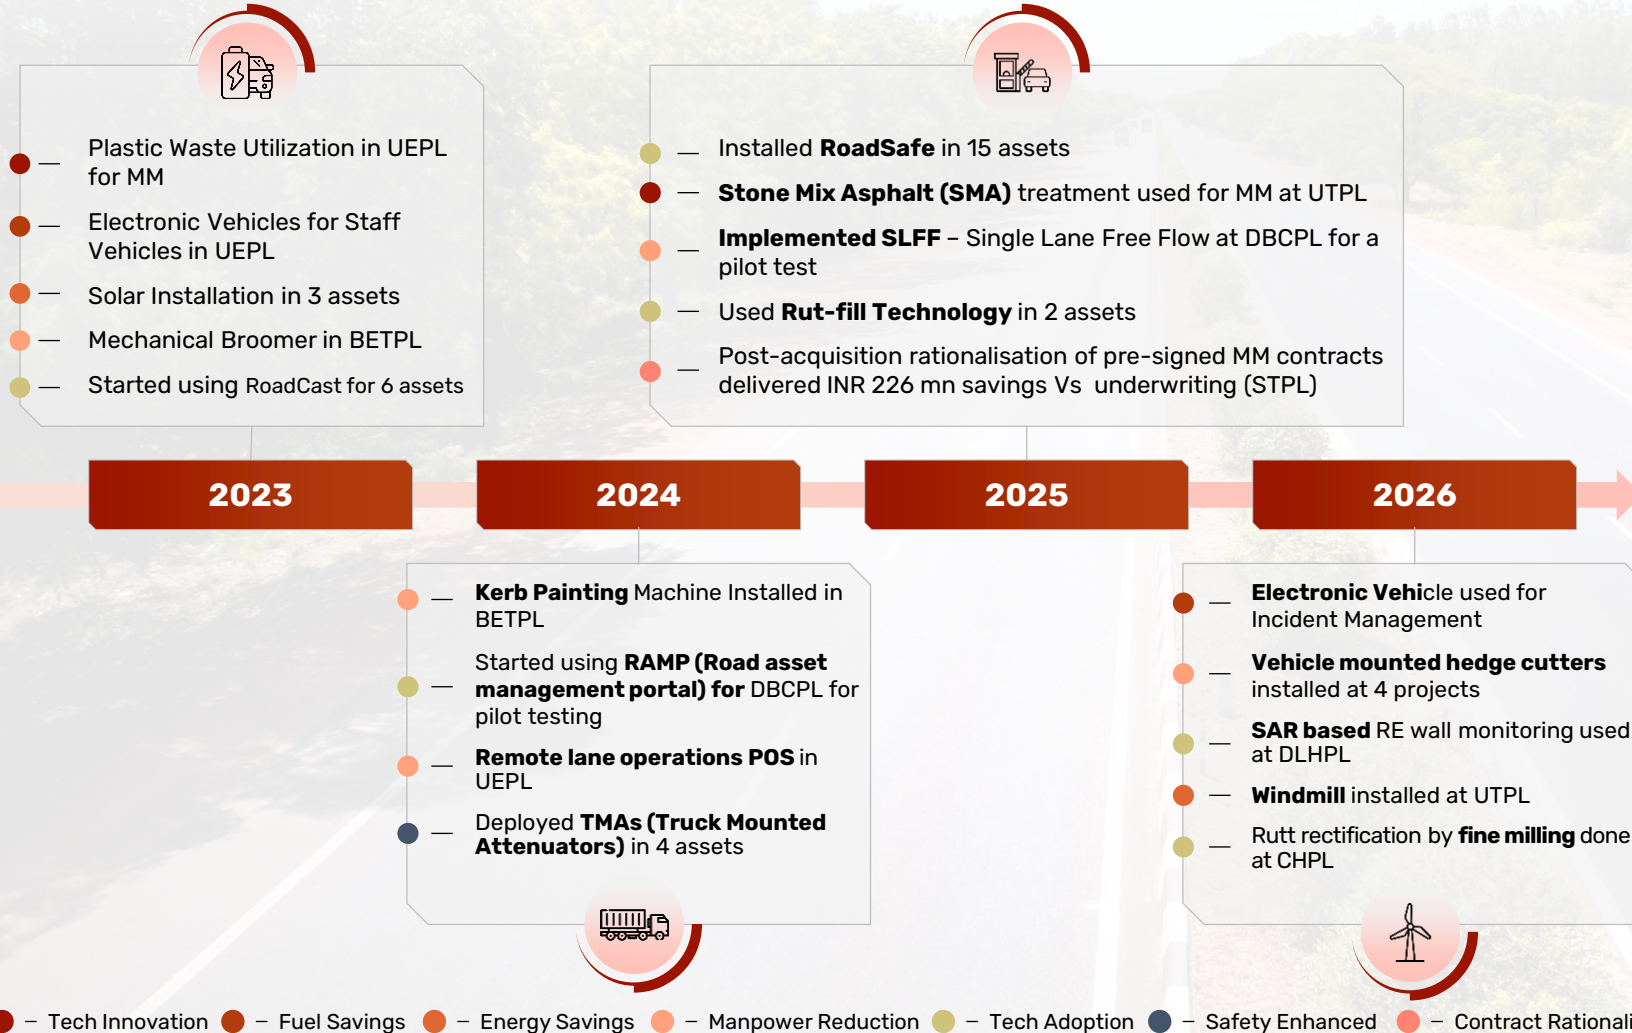 Plastic Waste Utilization in UEPL
for MM
Electronic Vehicles for Staff
Vehicles in UEPL
Solar Installation in 3 assets
Mechanical Broomer in BETPL
Started using RoadCast for 6 assets
Installed RoadSafe in 15 assets
Stone Mix Asphalt (SMA) treatment used for MM at UTPL
Implemented SLFF – Single Lane Free Flow at DBCPL for a
pilot test
Used Rut-fill Technology in 2 assets
Post-acquisition rationalisation of pre-signed MM contracts
delivered INR 226 mn savings Vs underwriting (STPL)
2023
2024
2025
2026
Kerb Painting Machine Installed in
BETPL
Started using RAMP (Road asset
management portal) for DBCPL for
pilot testing
Remote lane operations POS in
UEPL
Deployed TMAs (Truck Mounted
Attenuators) in 4 assets
Electronic Vehicle used for
Incident Management
Vehicle mounted hedge cutters
installed at 4 projects
SAR based RE wall monitoring used
at DLHPL
Windmill installed at UTPL
Rutt rectification by fine milling done
at CHPL
– Tech Innovation – Fuel Savings – Energy Savings – Manpower Reduction – Tech Adoption – Safety Enhanced – Contract Rationali